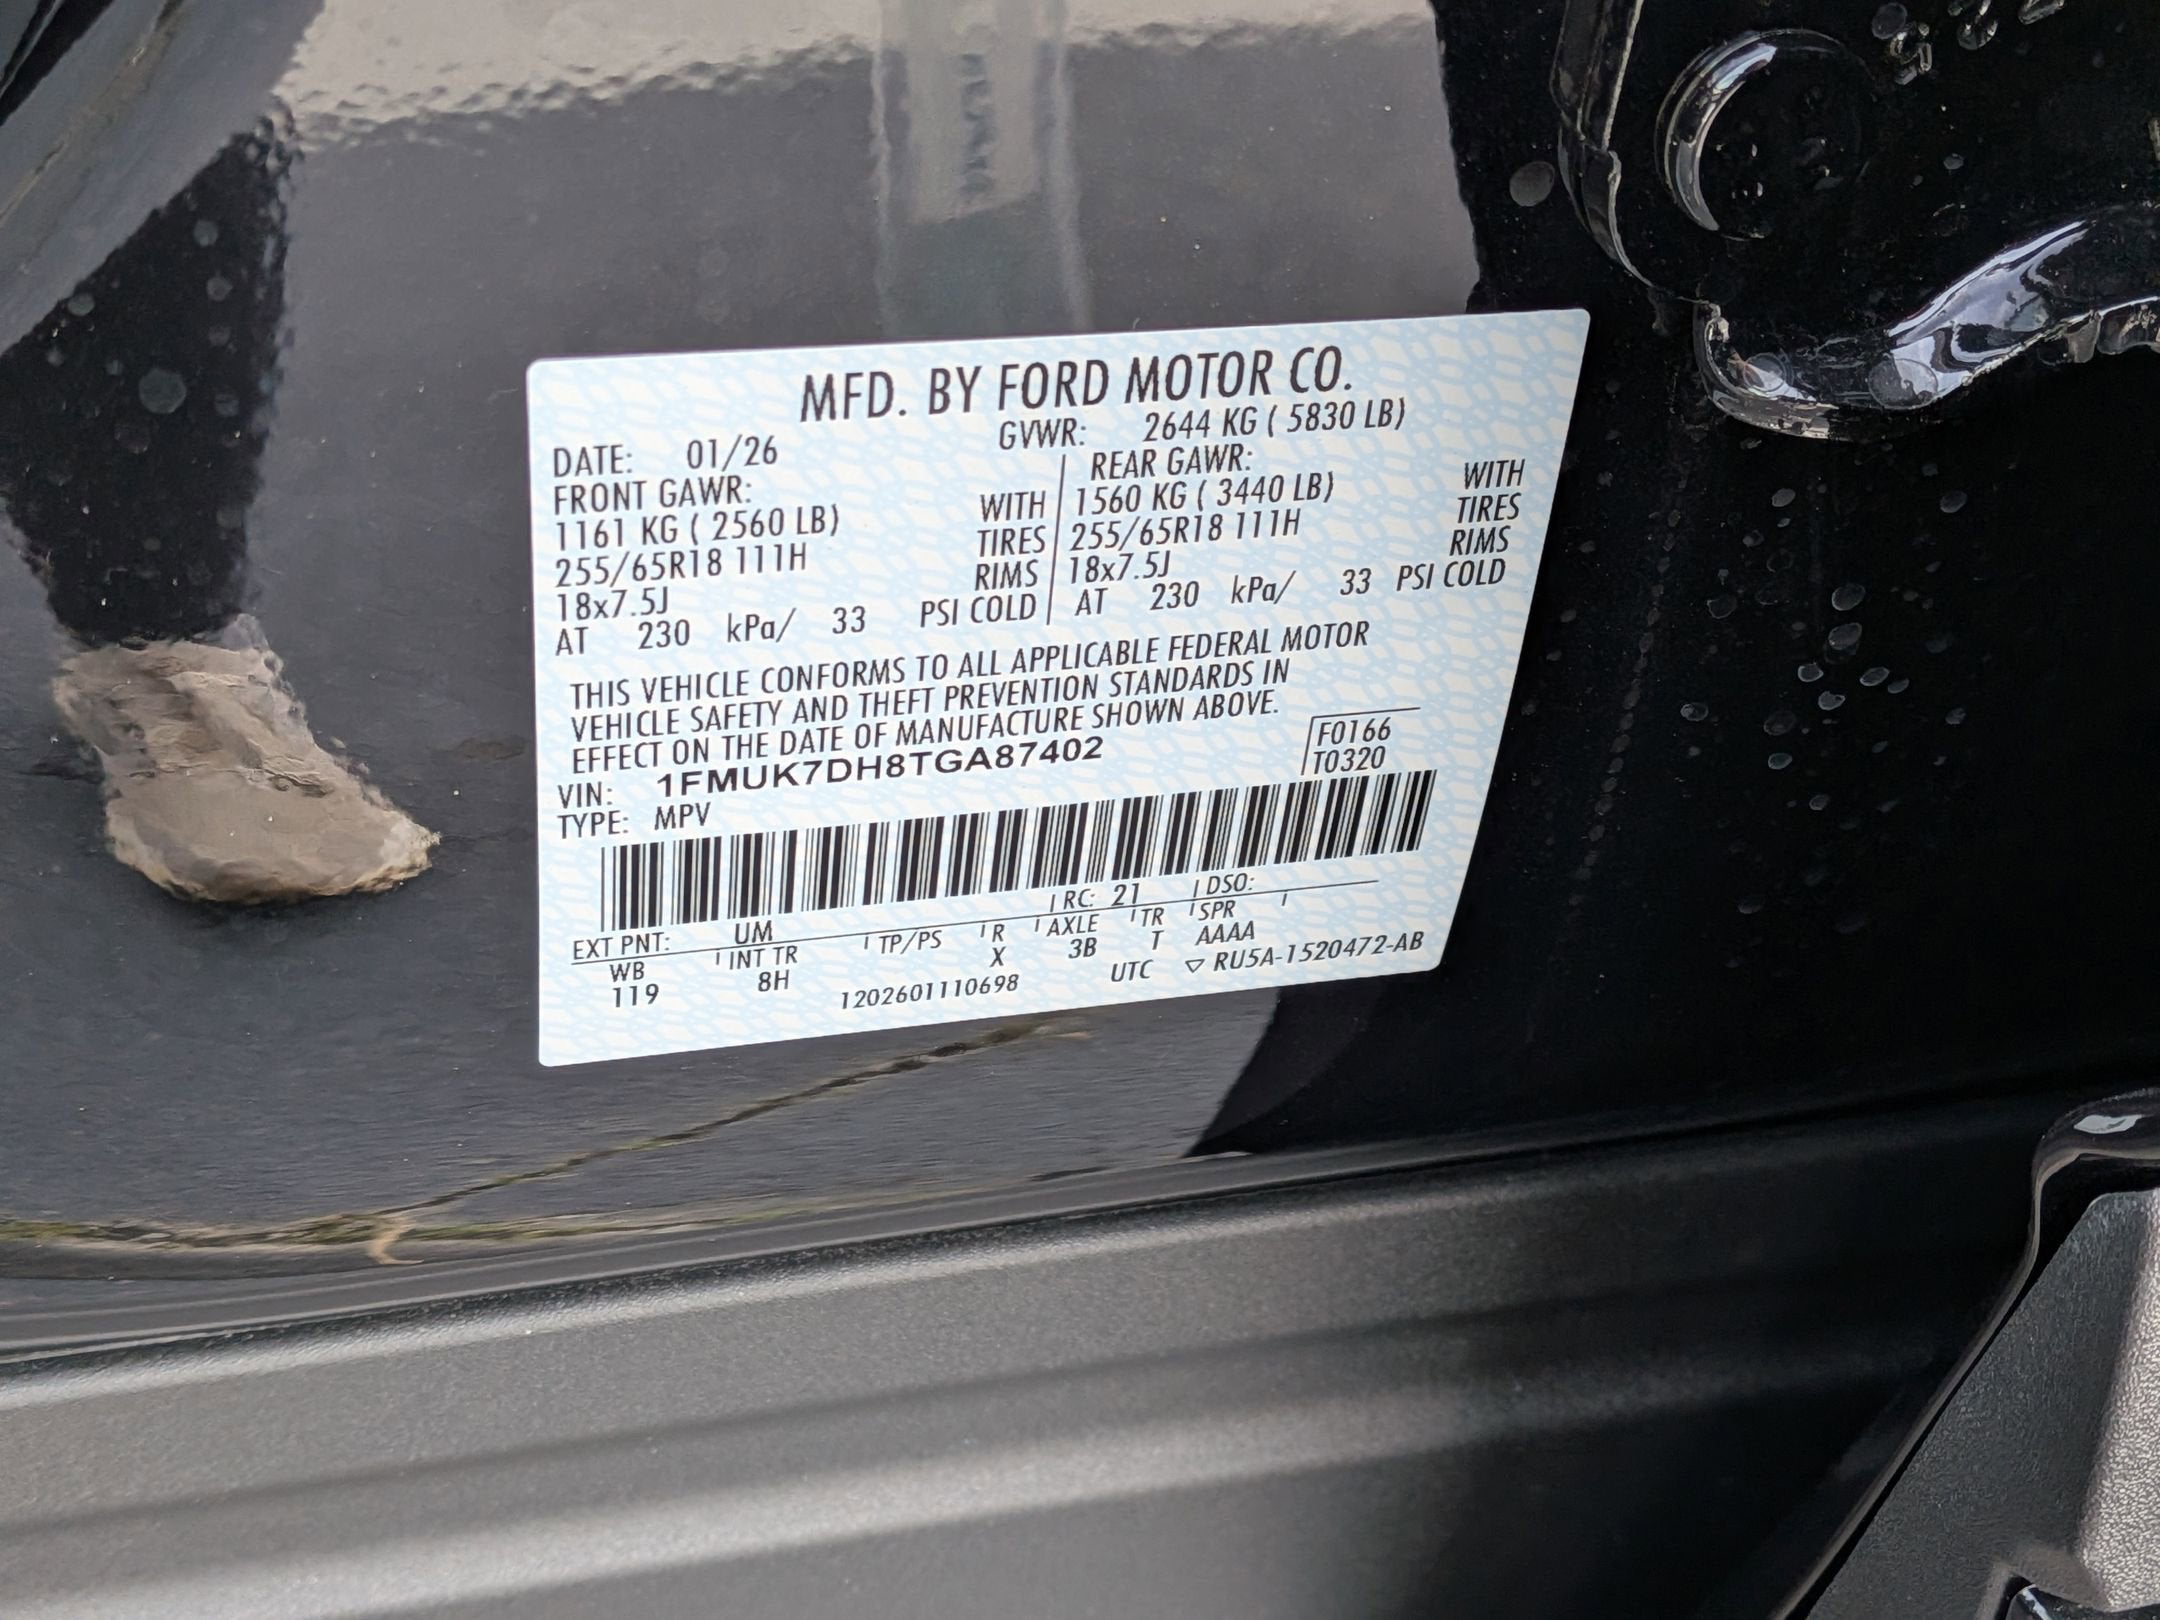 MFD. BY FORD MOTOR CO.
DATE: 01/26 GVWR: 2644 KG ( 5830 LB)
FRONT GAWR: REAR GAWR:
1161 KG ( 2560 LB) WITH 1560 KG ( 3440 LB) WITH
255/65R18 111H TIRES 255/65R18 111H TIRES
18x7.5J RIMS 18x7.5J RIMS
AT 230 kPa/ 33 PSI COLD AT 230 kPa/ 33 PSI COLD
THIS VEHICLE CONFORMS TO ALL APPLICABLE FEDERAL MOTOR
VEHICLE SAFETY AND THEFT PREVENTION STANDARDS IN
EFFECT ON THE DATE OF MANUFACTURE SHOWN ABOVE.
VIN: 1FMUK7DH8TGA87402 F0166
TYPE: MPV T0320
EXT PNT: UM RC: 21 DSO:
WB INT TR TP/PS R AXLE TR SPR
119 8H X 3B T AAAA
1202601110698 UTC ▽ RU5A-1520472-AB